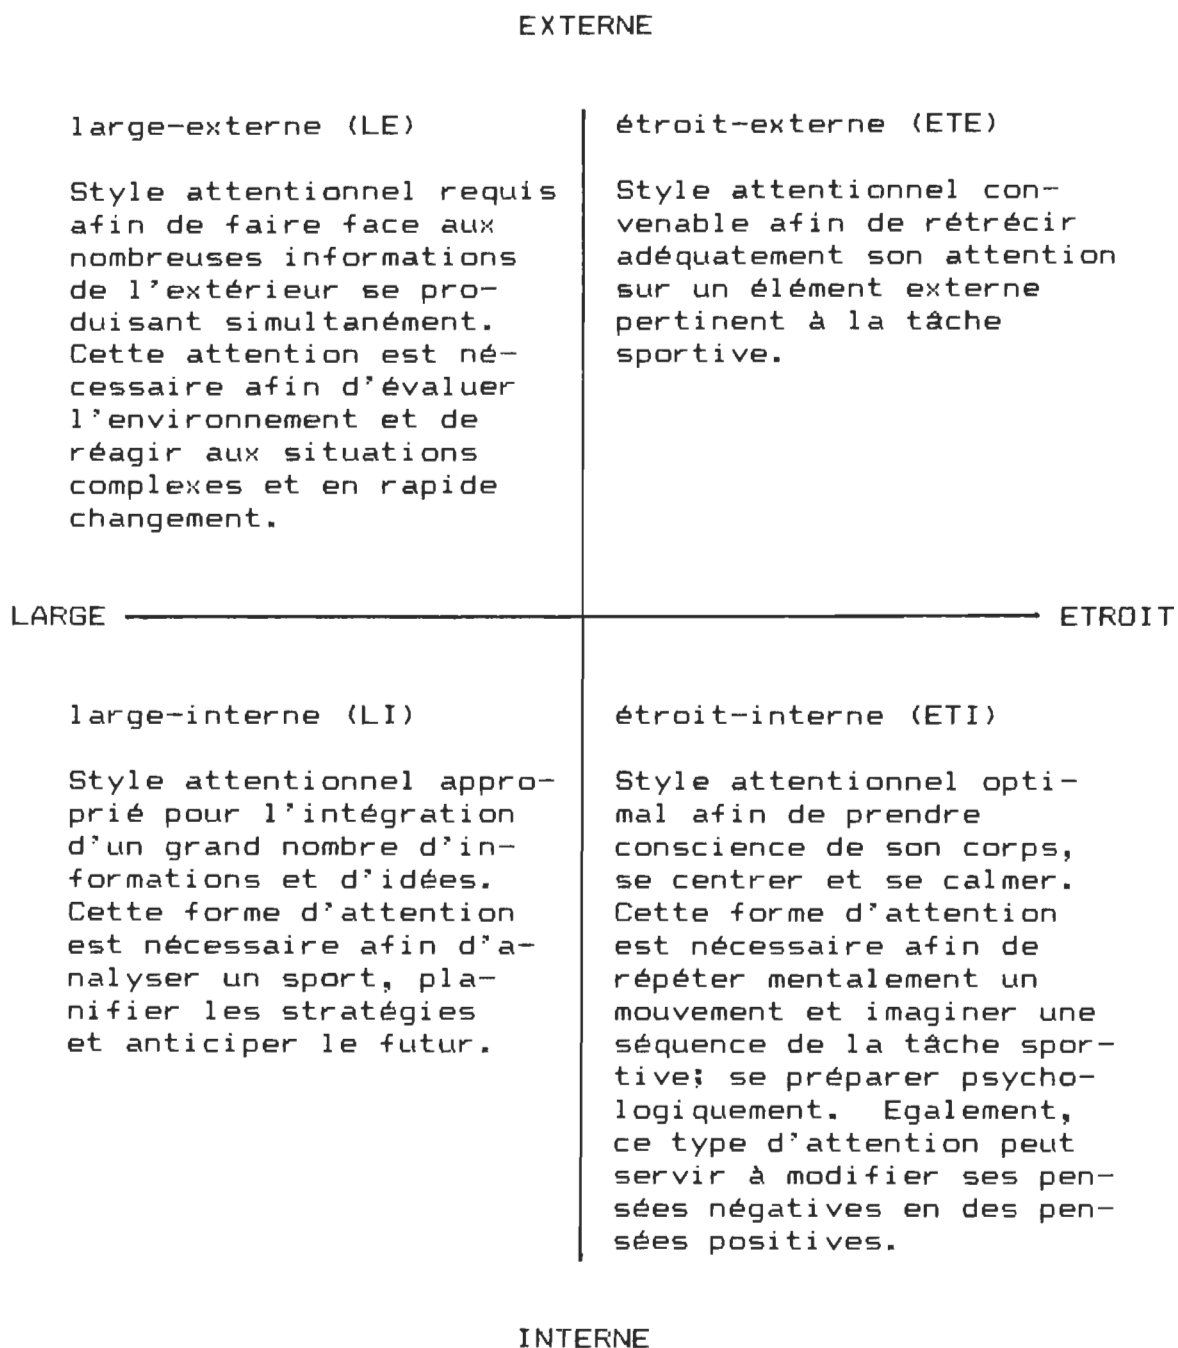 EXTERNE
large-externe (LE)
Style attentionnel requis
afin de faire face aux
nombreuses informations
de l'extérieur se pro-
duisant simultanément.
Cette attention est né-
cessaire afin d'évaluer
l'environnement et de
réagir aux situations
complexes et en rapide
changement.
étroit-externe (ETE)
Style attentionnel con-
venable afin de rétrécir
adéquatement son attention
sur un élément externe
pertinent à la tâche
sportive.
LARGE
ETROIT
large-interne (LI)
Style attentionnel appro-
prié pour l'intégration
d'un grand nombre d'in-
formations et d'idées.
Cette forme d'attention
est nécessaire afin d'a-
nalyser un sport, pla-
nifier les stratégies
et anticiper le futur.
étroit-interne (ETI)
Style attentionnel opti-
mal afin de prendre
conscience de son corps,
se centrer et se calmer.
Cette forme d'attention
est nécessaire afin de
répéter mentalement un
mouvement et imaginer une
séquence de la tâche spor-
tive; se préparer psycho-
logiquement. Egalement,
ce type d'attention peut
servir à modifier ses pen-
sées négatives en des pen-
sées positives.
INTERNE